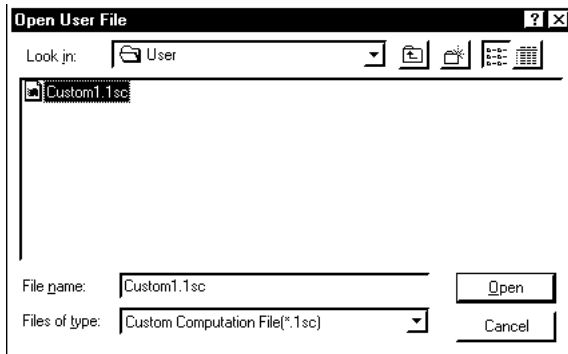 Open User File
Look in: User
Custom1.1sc
File name: Custom1.1sc Open
Files of type: Custom Computation File(*.1sc) Cancel